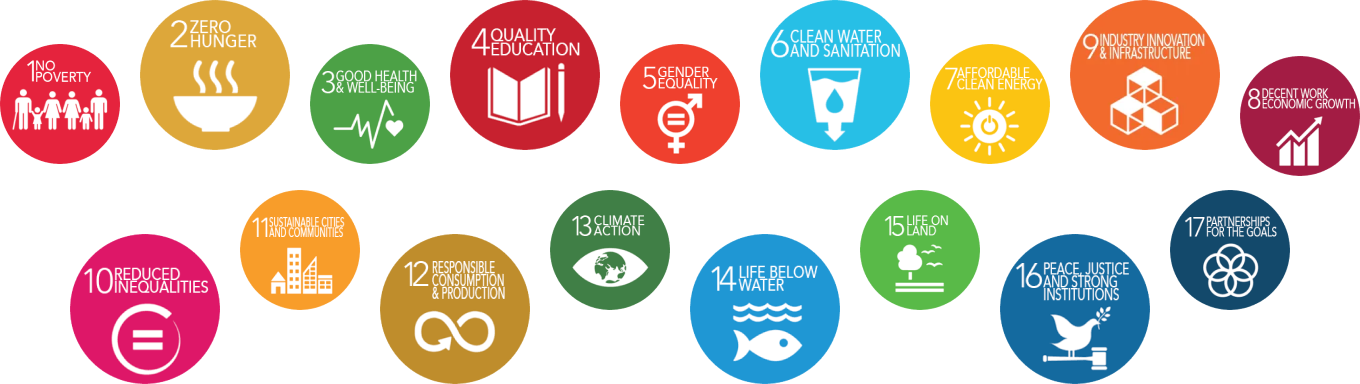 1 NO
POVERTY
2 ZERO
HUNGER
3 GOOD HEALTH
& WELL-BEING
4 QUALITY
EDUCATION
5 GENDER
EQUALITY
6 CLEAN WATER
AND SANITATION
7 AFFORDABLE
CLEAN ENERGY
9 INDUSTRY INNOVATION
& INFRASTRUCTURE
8 DECENT WORK
ECONOMIC GROWTH
10 REDUCED
INEQUALITIES
11 SUSTAINABLE CITIES
AND COMMUNITIES
12 RESPONSIBLE
CONSUMPTION
& PRODUCTION
13 CLIMATE
ACTION
14 LIFE BELOW
WATER
15 LIFE ON
LAND
16 PEACE, JUSTICE
AND STRONG
INSTITUTIONS
17 PARTNERSHIPS
FOR THE GOALS